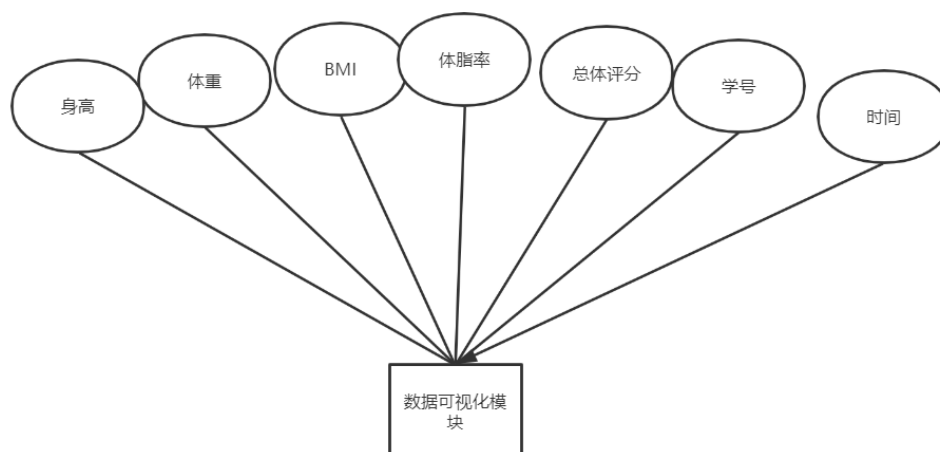 身高
体重
BMI
体脂率
总体评分
学号
时间
数据可视化模
块